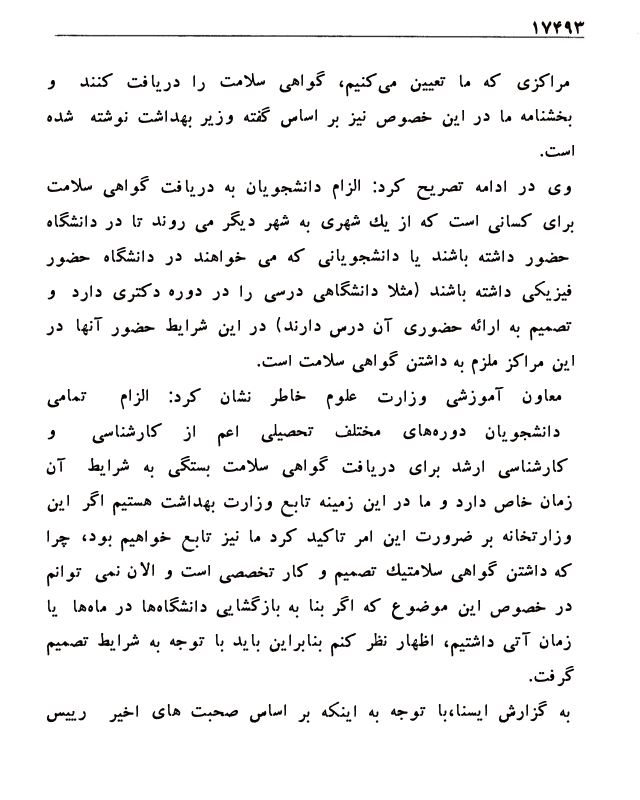 ۱۷۴۹۳
مراکزی که ما تعیین می‌کنیم، گواهی سلامت را دریافت کنند و
بخشنامه ما در این خصوص نیز بر اساس گفته وزیر بهداشت نوشته شده
است.
وی در ادامه تصریح کرد: الزام دانشجویان به دریافت گواهی سلامت
برای کسانی است که از یك شهری به شهر دیگر می روند تا در دانشگاه
حضور داشته باشند یا دانشجویانی که می خواهند در دانشگاه حضور
فیزیکی داشته باشند (مثلا دانشگاهی درسی را در دوره دکتری دارد و
تصمیم به ارائه حضوری آن درس دارند) در این شرایط حضور آنها در
این مراکز ملزم به داشتن گواهی سلامت است.
معاون آموزشی وزارت علوم خاطر نشان کرد: الزام تمامی
دانشجویان دوره‌های مختلف تحصیلی اعم از کارشناسی و
کارشناسی ارشد برای دریافت گواهی سلامت بستگی به شرایط آن
زمان خاص دارد و ما در این زمینه تابع وزارت بهداشت هستیم اگر این
وزارتخانه بر ضرورت این امر تاکید کرد ما نیز تابع خواهیم بود، چرا
که داشتن گواهی سلامتیك تصمیم و کار تخصصی است و الان نمی توانم
در خصوص این موضوع که اگر بنا به بازگشایی دانشگاه‌ها در ماه‌ها یا
زمان آتی داشتیم، اظهار نظر کنم بنابراین باید با توجه به شرایط تصمیم
گرفت.
به گزارش ایسنا،با توجه به اینکه بر اساس صحبت های اخیر رییس